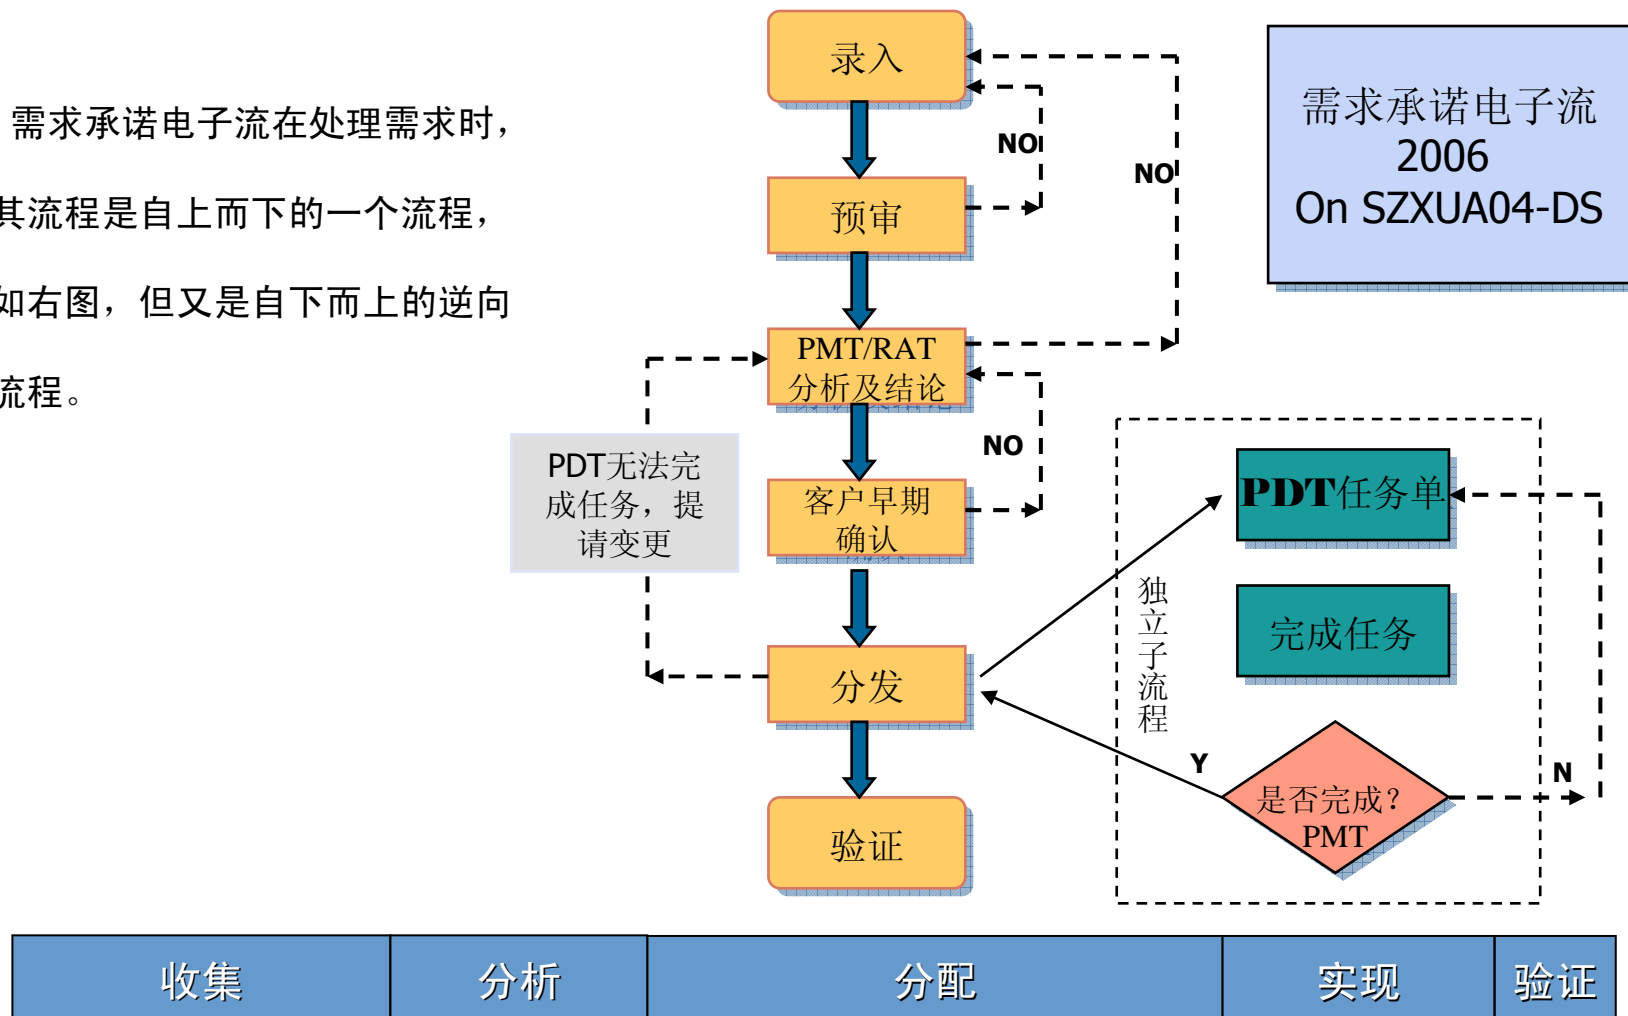 需求承诺电子流在处理需求时，
其流程是自上而下的一个流程，
如右图，但又是自下而上的逆向
流程。
录入
NO
NO
预审
PMT/RAT
分析及结论
NO
客户早期
确认
PDT无法完
成任务，提
请变更
分发
验证
需求承诺电子流
2006
On SZXUA04-DS
独立子流程
PDT任务单
完成任务
Y
是否完成？
PMT
N
收集
分析
分配
实现
验证